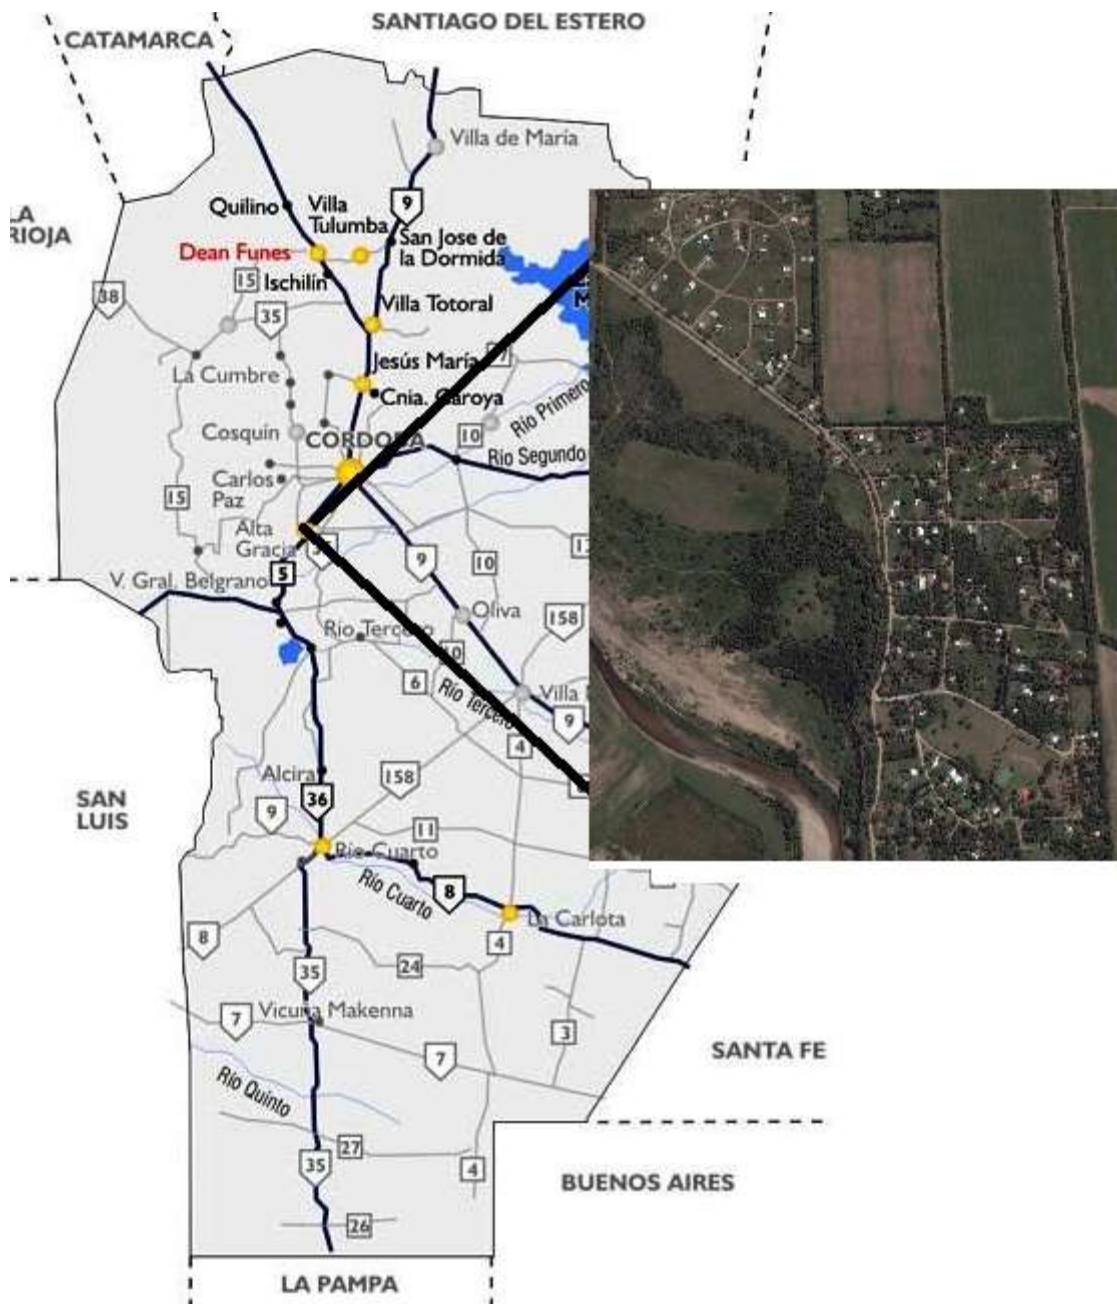 SANTIAGO DEL ESTERO
CATAMARCA
Villa de María
LA
RIOJA
Quilino
Villa
Tulumba
9
San Jose de
la Dormida
Dean Funes
15
Ischilín
38
35
Villa Totoral
Jesús María
La Cumbre
Cnia. Caroya
Río Primero
Cosquín
CORDOBA
10
Río Segundo
Carlos
Paz
15
Alta
Gracia
9
10
5
V. Gral. Belgrano
Oliva
158
Río Tercero
10
6
Río Tercero
Villa
9
4
SAN
LUIS
Alcira
158
36
9
11
Río Cuarto
Río Cuarto
8
La Carlota
8
4
24
35
Vicuña Makenna
7
3
7
SANTA FE
Río Quinto
27
35
4
BUENOS AIRES
26
LA PAMPA